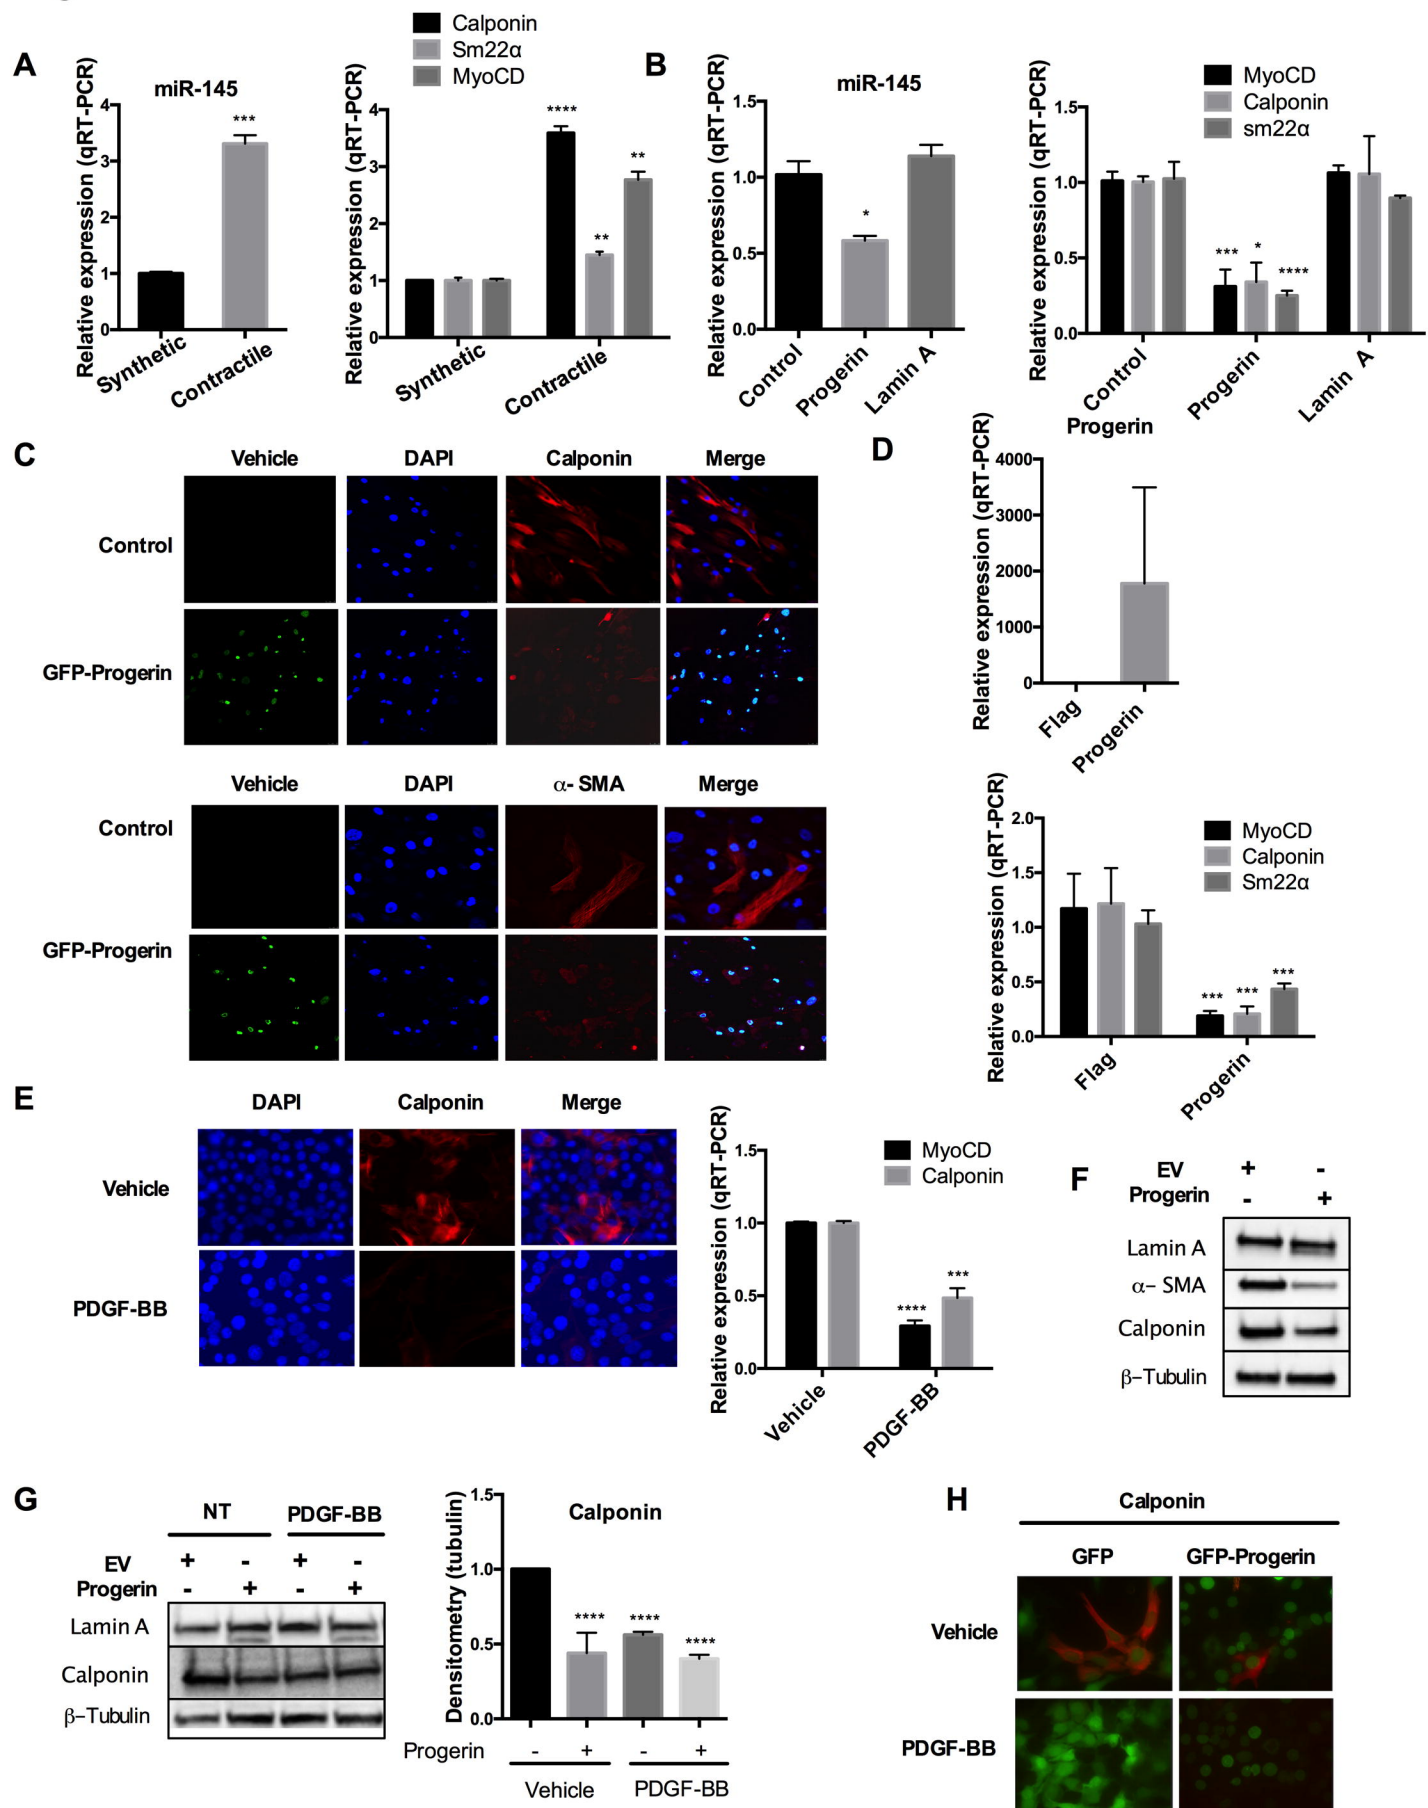 A
Relative expression (qRT-PCR)
miR-145
4
3
2
1
0
***
Synthetic
Contractile
Calponin
Sm22α
MyoCD
Relative expression (qRT-PCR)
4
3
2
1
0
****
**
**
Synthetic
Contractile
B
Relative expression (qRT-PCR)
miR-145
1.5
1.0
0.5
0.0
*
Control
Progerin
Lamin A
MyoCD
Calponin
sm22α
Relative expression (qRT-PCR)
1.5
1.0
0.5
0.0
***
*
****
Control
Progerin
Lamin A
C
Vehicle DAPI Calponin Merge
Control
GFP-Progerin
Vehicle DAPI α- SMA Merge
Control
GFP-Progerin
D
Progerin
Relative expression (qRT-PCR)
4000
3000
2000
1000
0
Flag
Progerin
MyoCD
Calponin
Sm22α
Relative expression (qRT-PCR)
2.0
1.5
1.0
0.5
0.0
***
***
***
Flag
Progerin
E
DAPI Calponin Merge
Vehicle
PDGF-BB
MyoCD
Calponin
Relative expression (qRT-PCR)
1.5
1.0
0.5
0.0
****
***
Vehicle
PDGF-BB
F
EV + -
Progerin - +
Lamin A
α- SMA
Calponin
β-Tubulin
G
NT PDGF-BB
EV + - + -
Progerin - + - +
Lamin A
Calponin
β-Tubulin
Calponin
Densitometry (tubulin)
1.5
1.0
0.5
0.0
****
****
****
Progerin - + - +
Vehicle PDGF-BB
H
Calponin
GFP GFP-Progerin
Vehicle
PDGF-BB